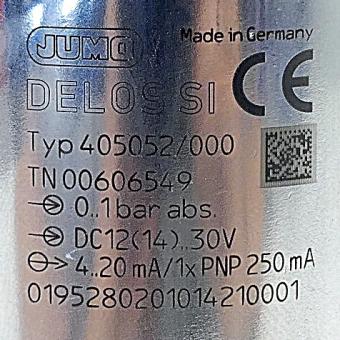 JUMO
Made in Germany
DELOS SI CE
Typ 405052/000
TN 00606549
0..1 bar abs.
DC12(14)..30V
4..20 mA/1x PNP 250 mA
0195280201014210001